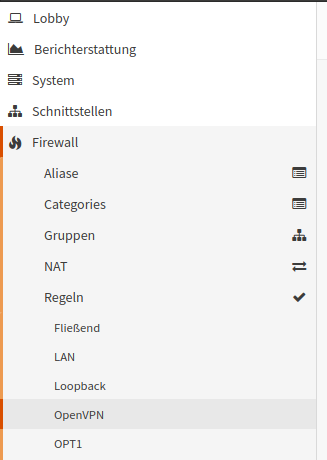 Lobby
Berichterstattung
System
Schnittstellen
Firewall
Aliase
Categories
Gruppen
NAT
Regeln
Fließend
LAN
Loopback
OpenVPN
OPT1